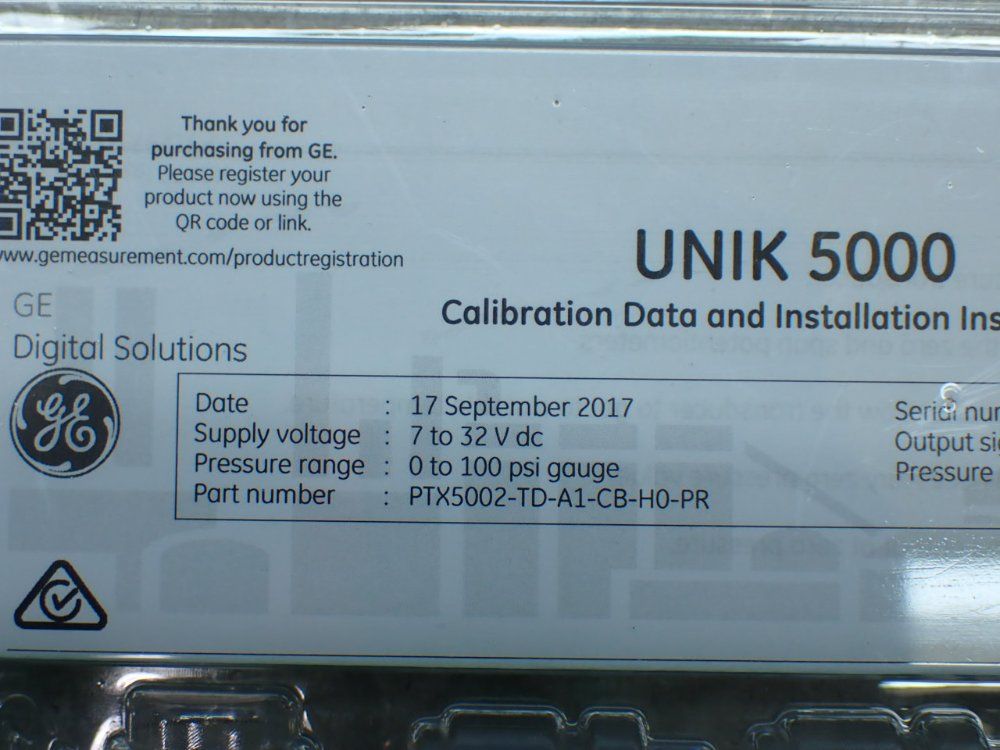 Thank you for
purchasing from GE.
Please register your
product now using the
QR code or link.
www.gemeasurement.com/productregistration
UNIK 5000
Calibration Data and Installation Ins
GE
Digital Solutions
GE
Date : 17 September 2017
Supply voltage : 7 to 32 V dc
Pressure range : 0 to 100 psi gauge
Part number : PTX5002-TD-A1-CB-H0-PR
Serial num
Output sig
Pressure